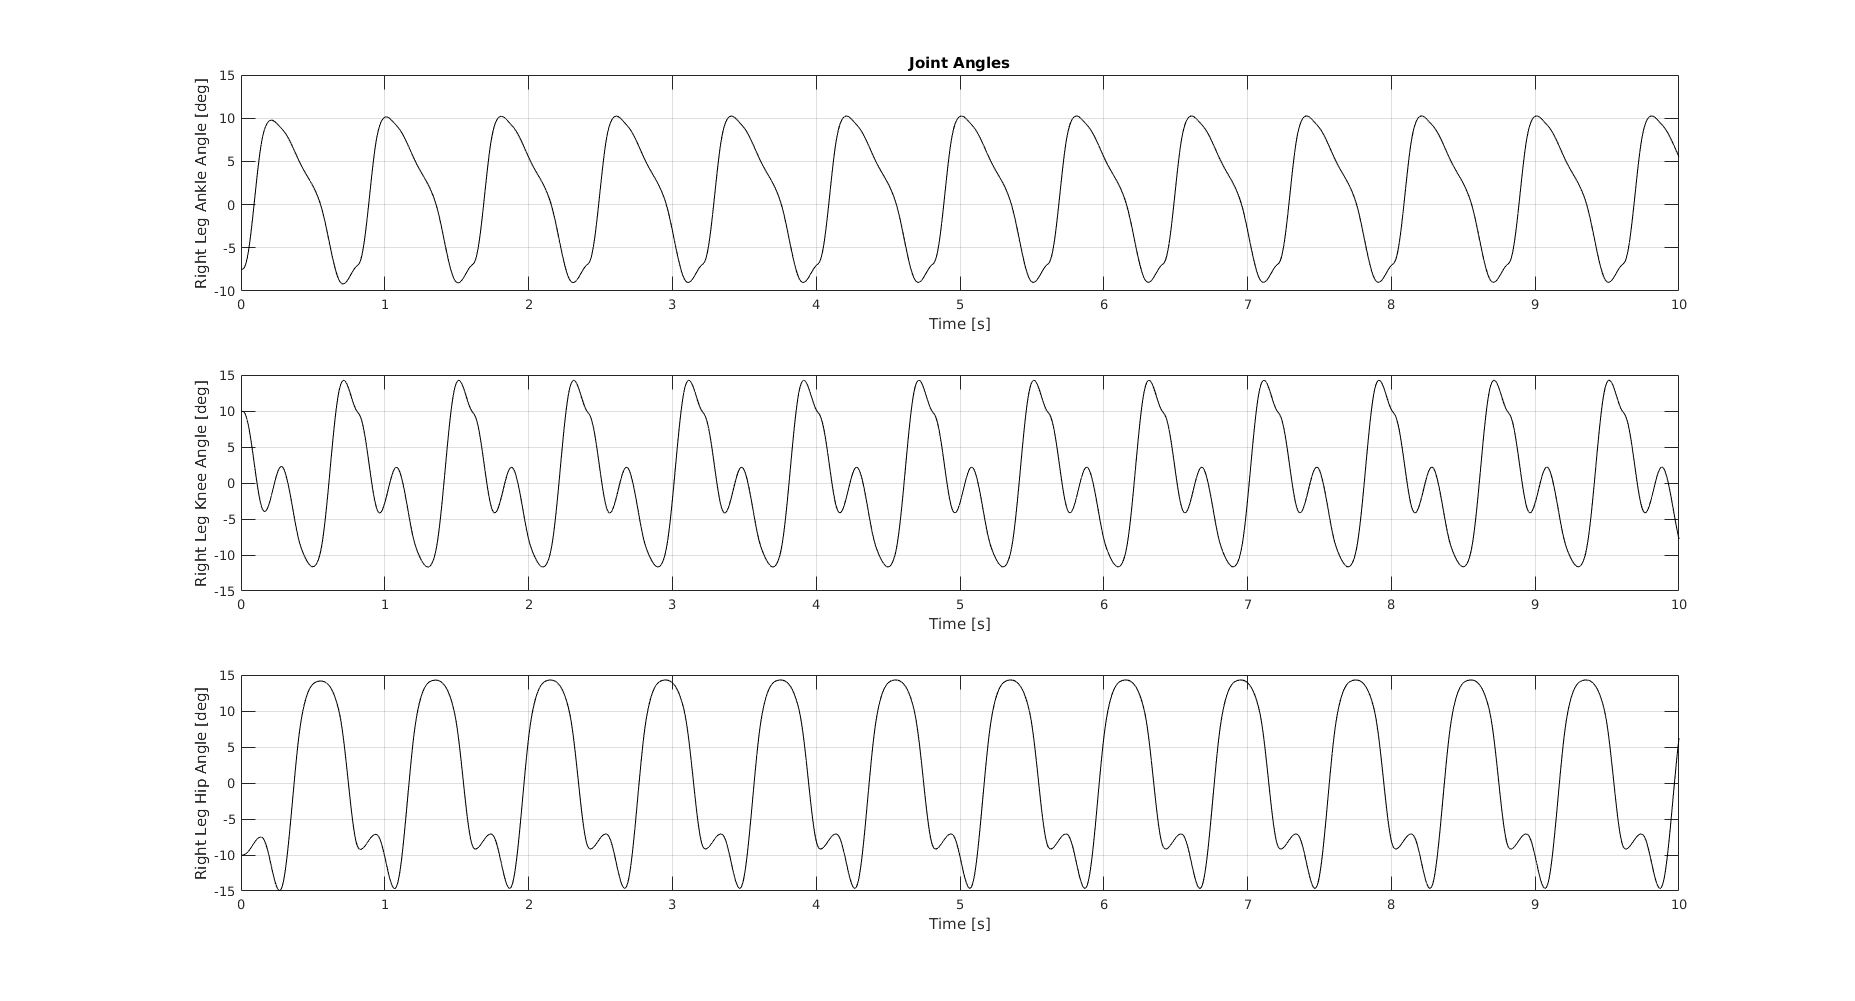 Joint Angles
Right Leg Ankle Angle [deg]
15
10
5
0
-5
-10
0 1 2 3 4 5 6 7 8 9 10
Time [s]
Right Leg Knee Angle [deg]
15
10
5
0
-5
-10
-15
0 1 2 3 4 5 6 7 8 9 10
Time [s]
Right Leg Hip Angle [deg]
15
10
5
0
-5
-10
-15
0 1 2 3 4 5 6 7 8 9 10
Time [s]